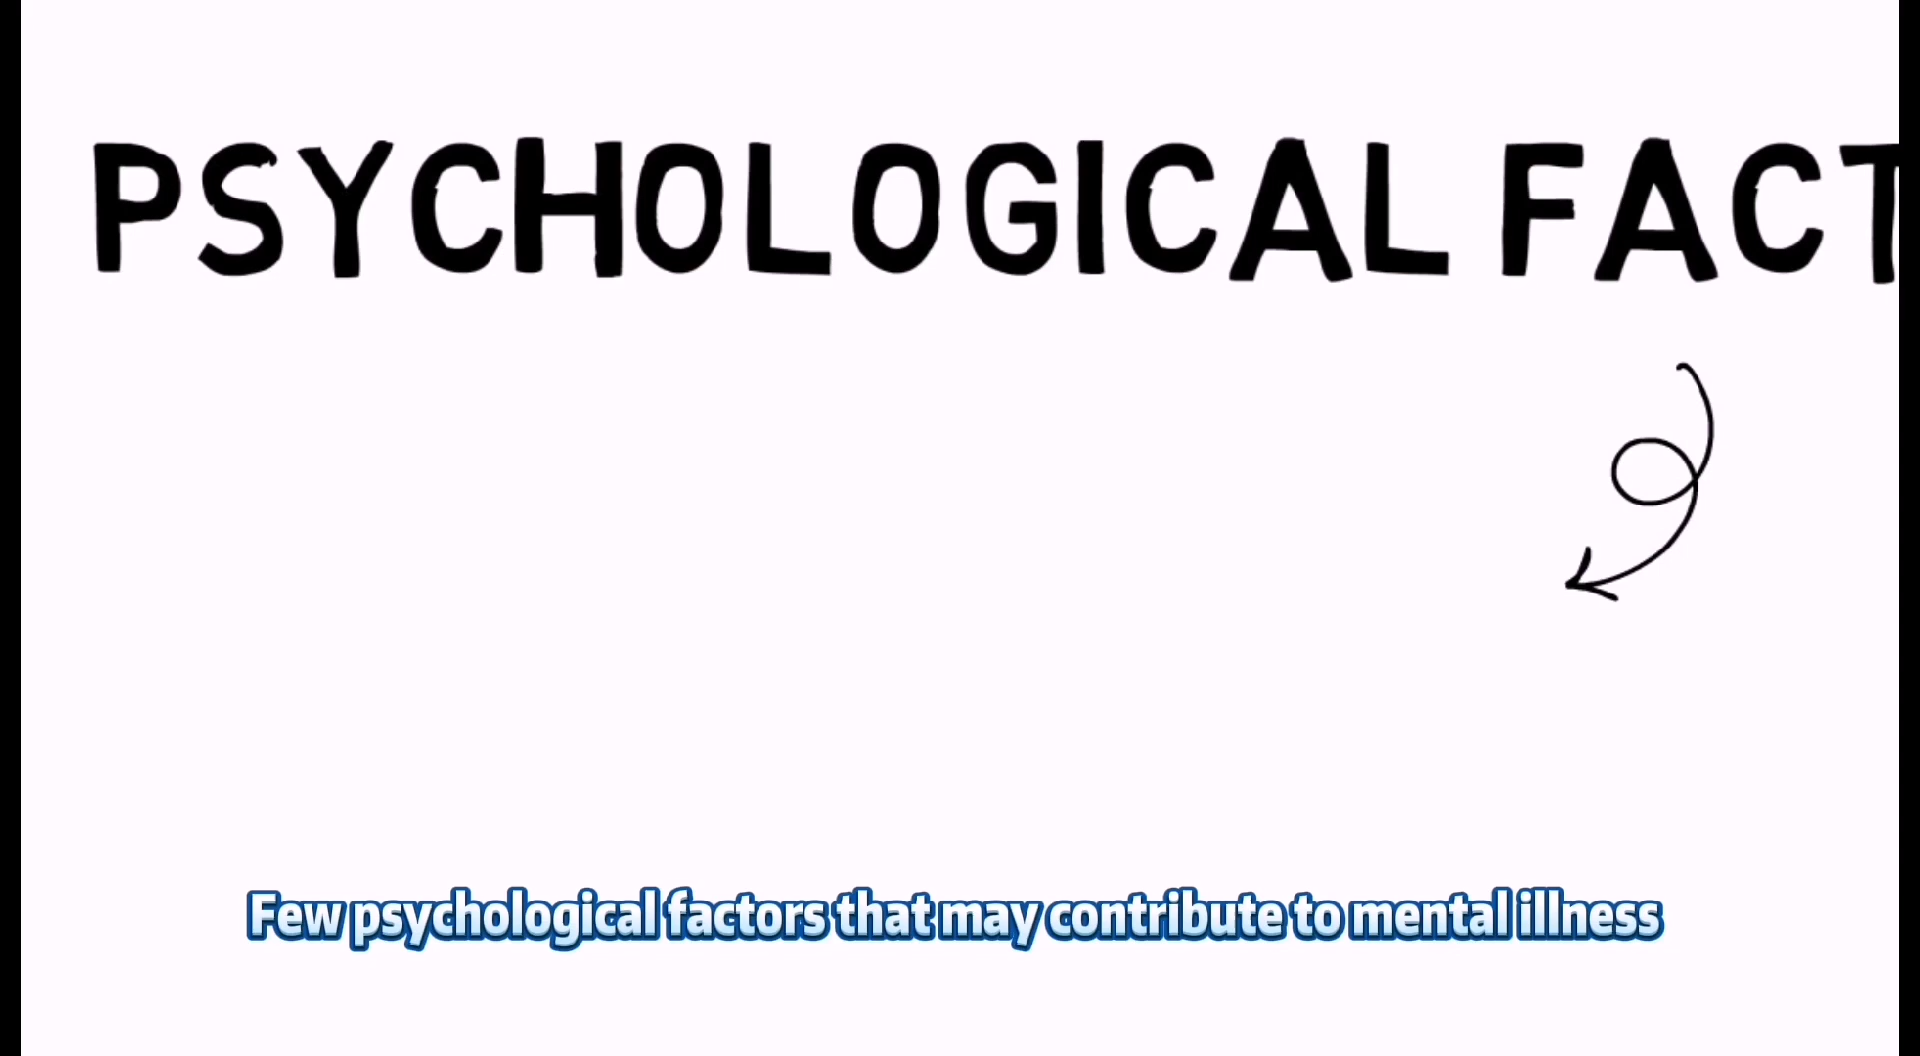 PSYCHOLOGICAL FACT
Few psychological factors that may contribute to mental illness